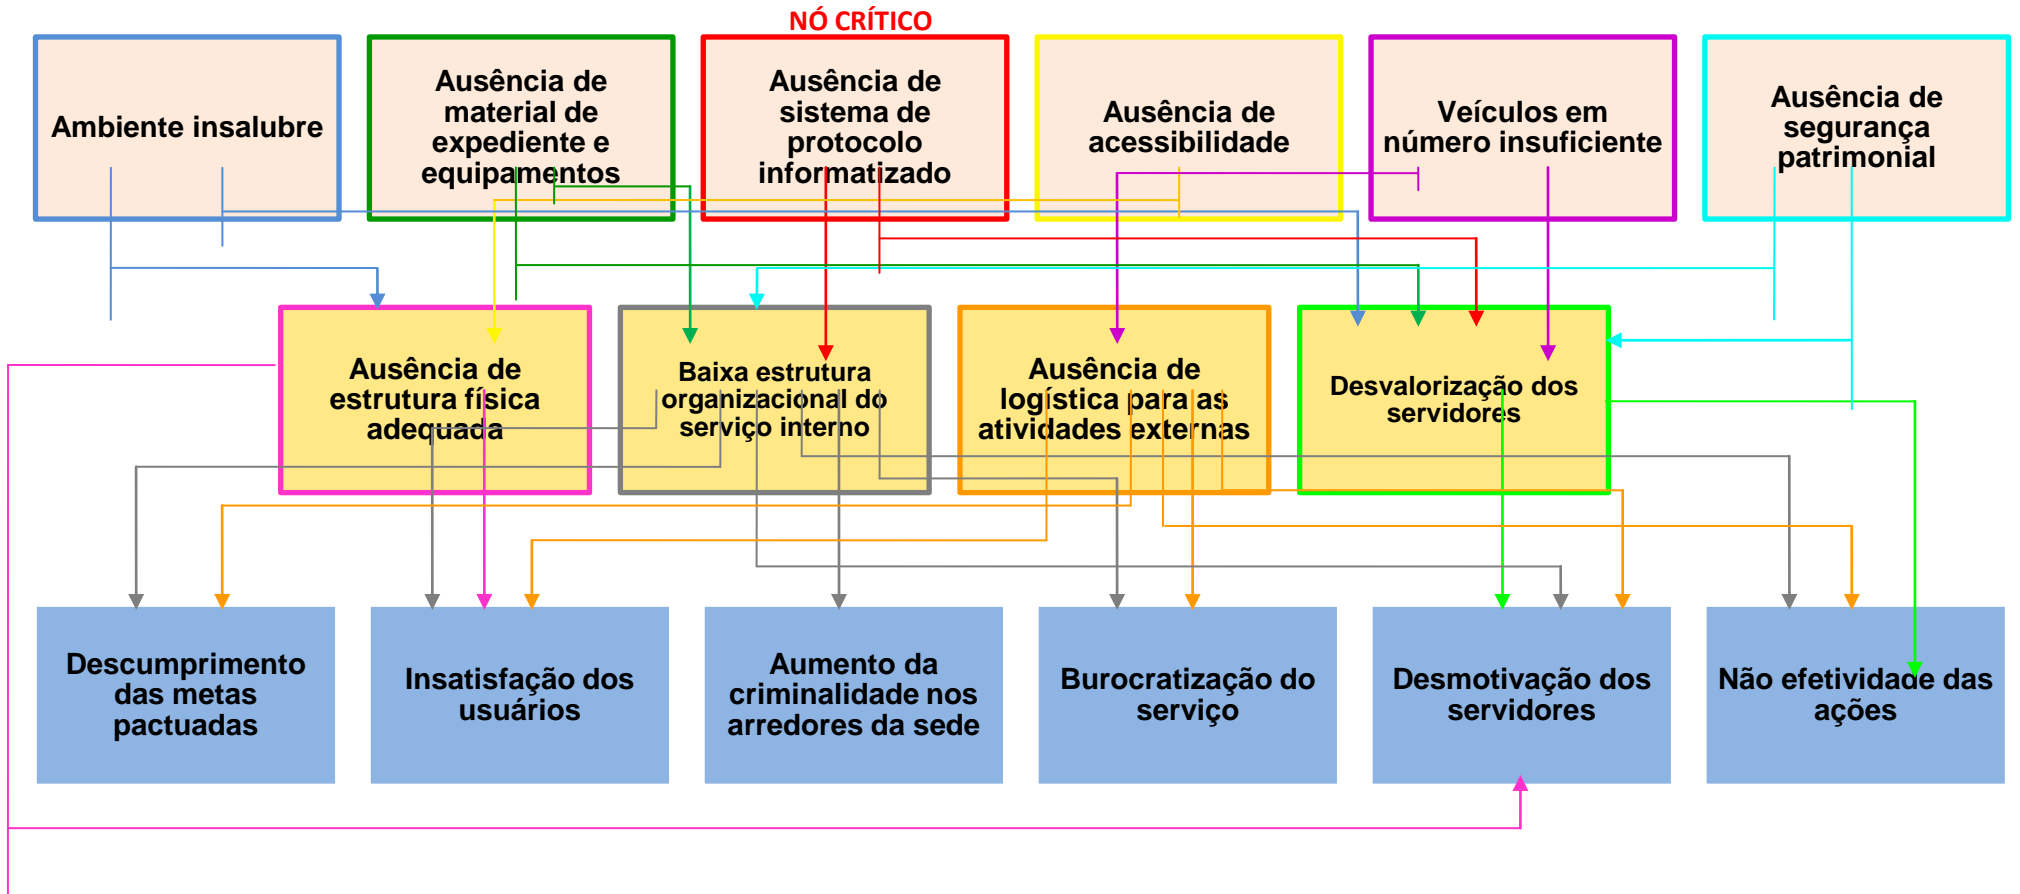 NÓ CRÍTICO
Ambiente insalubre
Ausência de
material de
expediente e
equipamentos
Ausência de
sistema de
protocolo
informatizado
Ausência de
acessibilidade
Veículos em
número insuficiente
Ausência de
segurança
patrimonial
Ausência de
estrutura física
adequada
Baixa estrutura
organizacional do
serviço interno
Ausência de
logística para as
atividades externas
Desvalorização dos
servidores
Descumprimento
das metas
pactuadas
Insatisfação dos
usuários
Aumento da
criminalidade nos
arredores da sede
Burocratização do
serviço
Desmotivação dos
servidores
Não efetividade das
ações